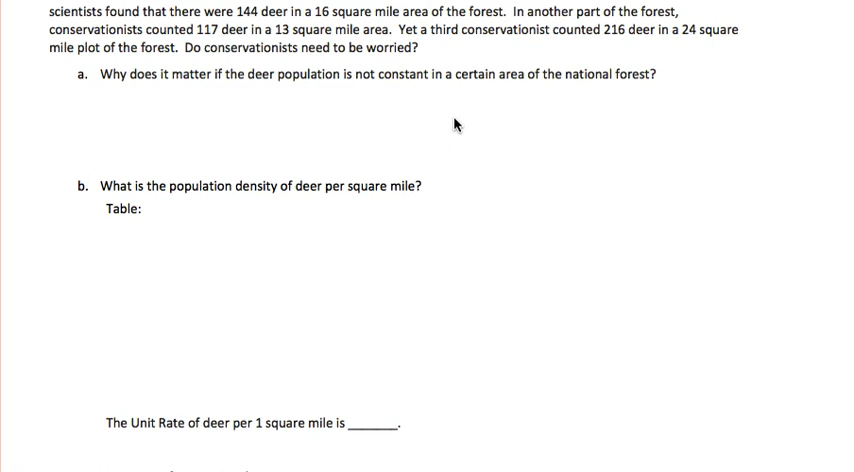 scientists found that there were 144 deer in a 16 square mile area of the forest. In another part of the forest,
conservationists counted 117 deer in a 13 square mile area. Yet a third conservationist counted 216 deer in a 24 square
mile plot of the forest. Do conservationists need to be worried?
a. Why does it matter if the deer population is not constant in a certain area of the national forest?
b. What is the population density of deer per square mile?
Table:
The Unit Rate of deer per 1 square mile is ______.